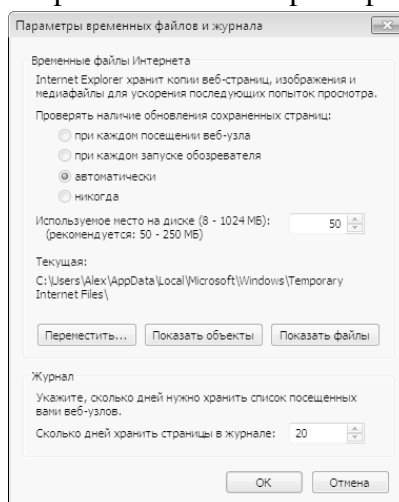 Параметры временных файлов и журнала
Временные файлы Интернета
Internet Explorer хранит копии веб-страниц, изображения и
медиафайлы для ускорения последующих попыток просмотра.
Проверять наличие обновления сохраненных страниц:
при каждом посещении веб-узла
при каждом запуске обозревателя
автоматически
никогда
Используемое место на диске (8 - 1024 МБ): 50
(рекомендуется: 50 - 250 МБ)
Текущая:
C:\Users\Alex\AppData\Local\Microsoft\Windows\Temporary
Internet Files\
Переместить... Показать объекты Показать файлы
Журнал
Укажите, сколько дней нужно хранить список посещенных
вами веб-узлов.
Сколько дней хранить страницы в журнале: 20
ОК Отмена